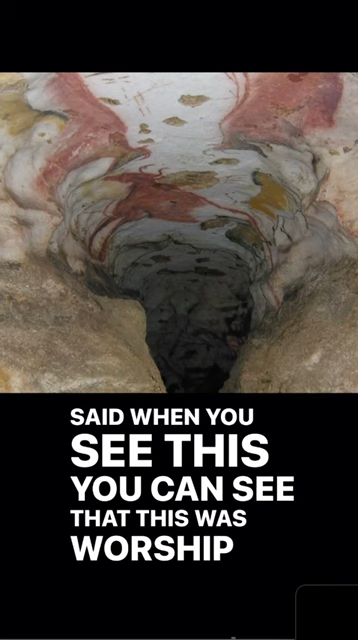 SAID WHEN YOU
SEE THIS
YOU CAN SEE
THAT THIS WAS
WORSHIP